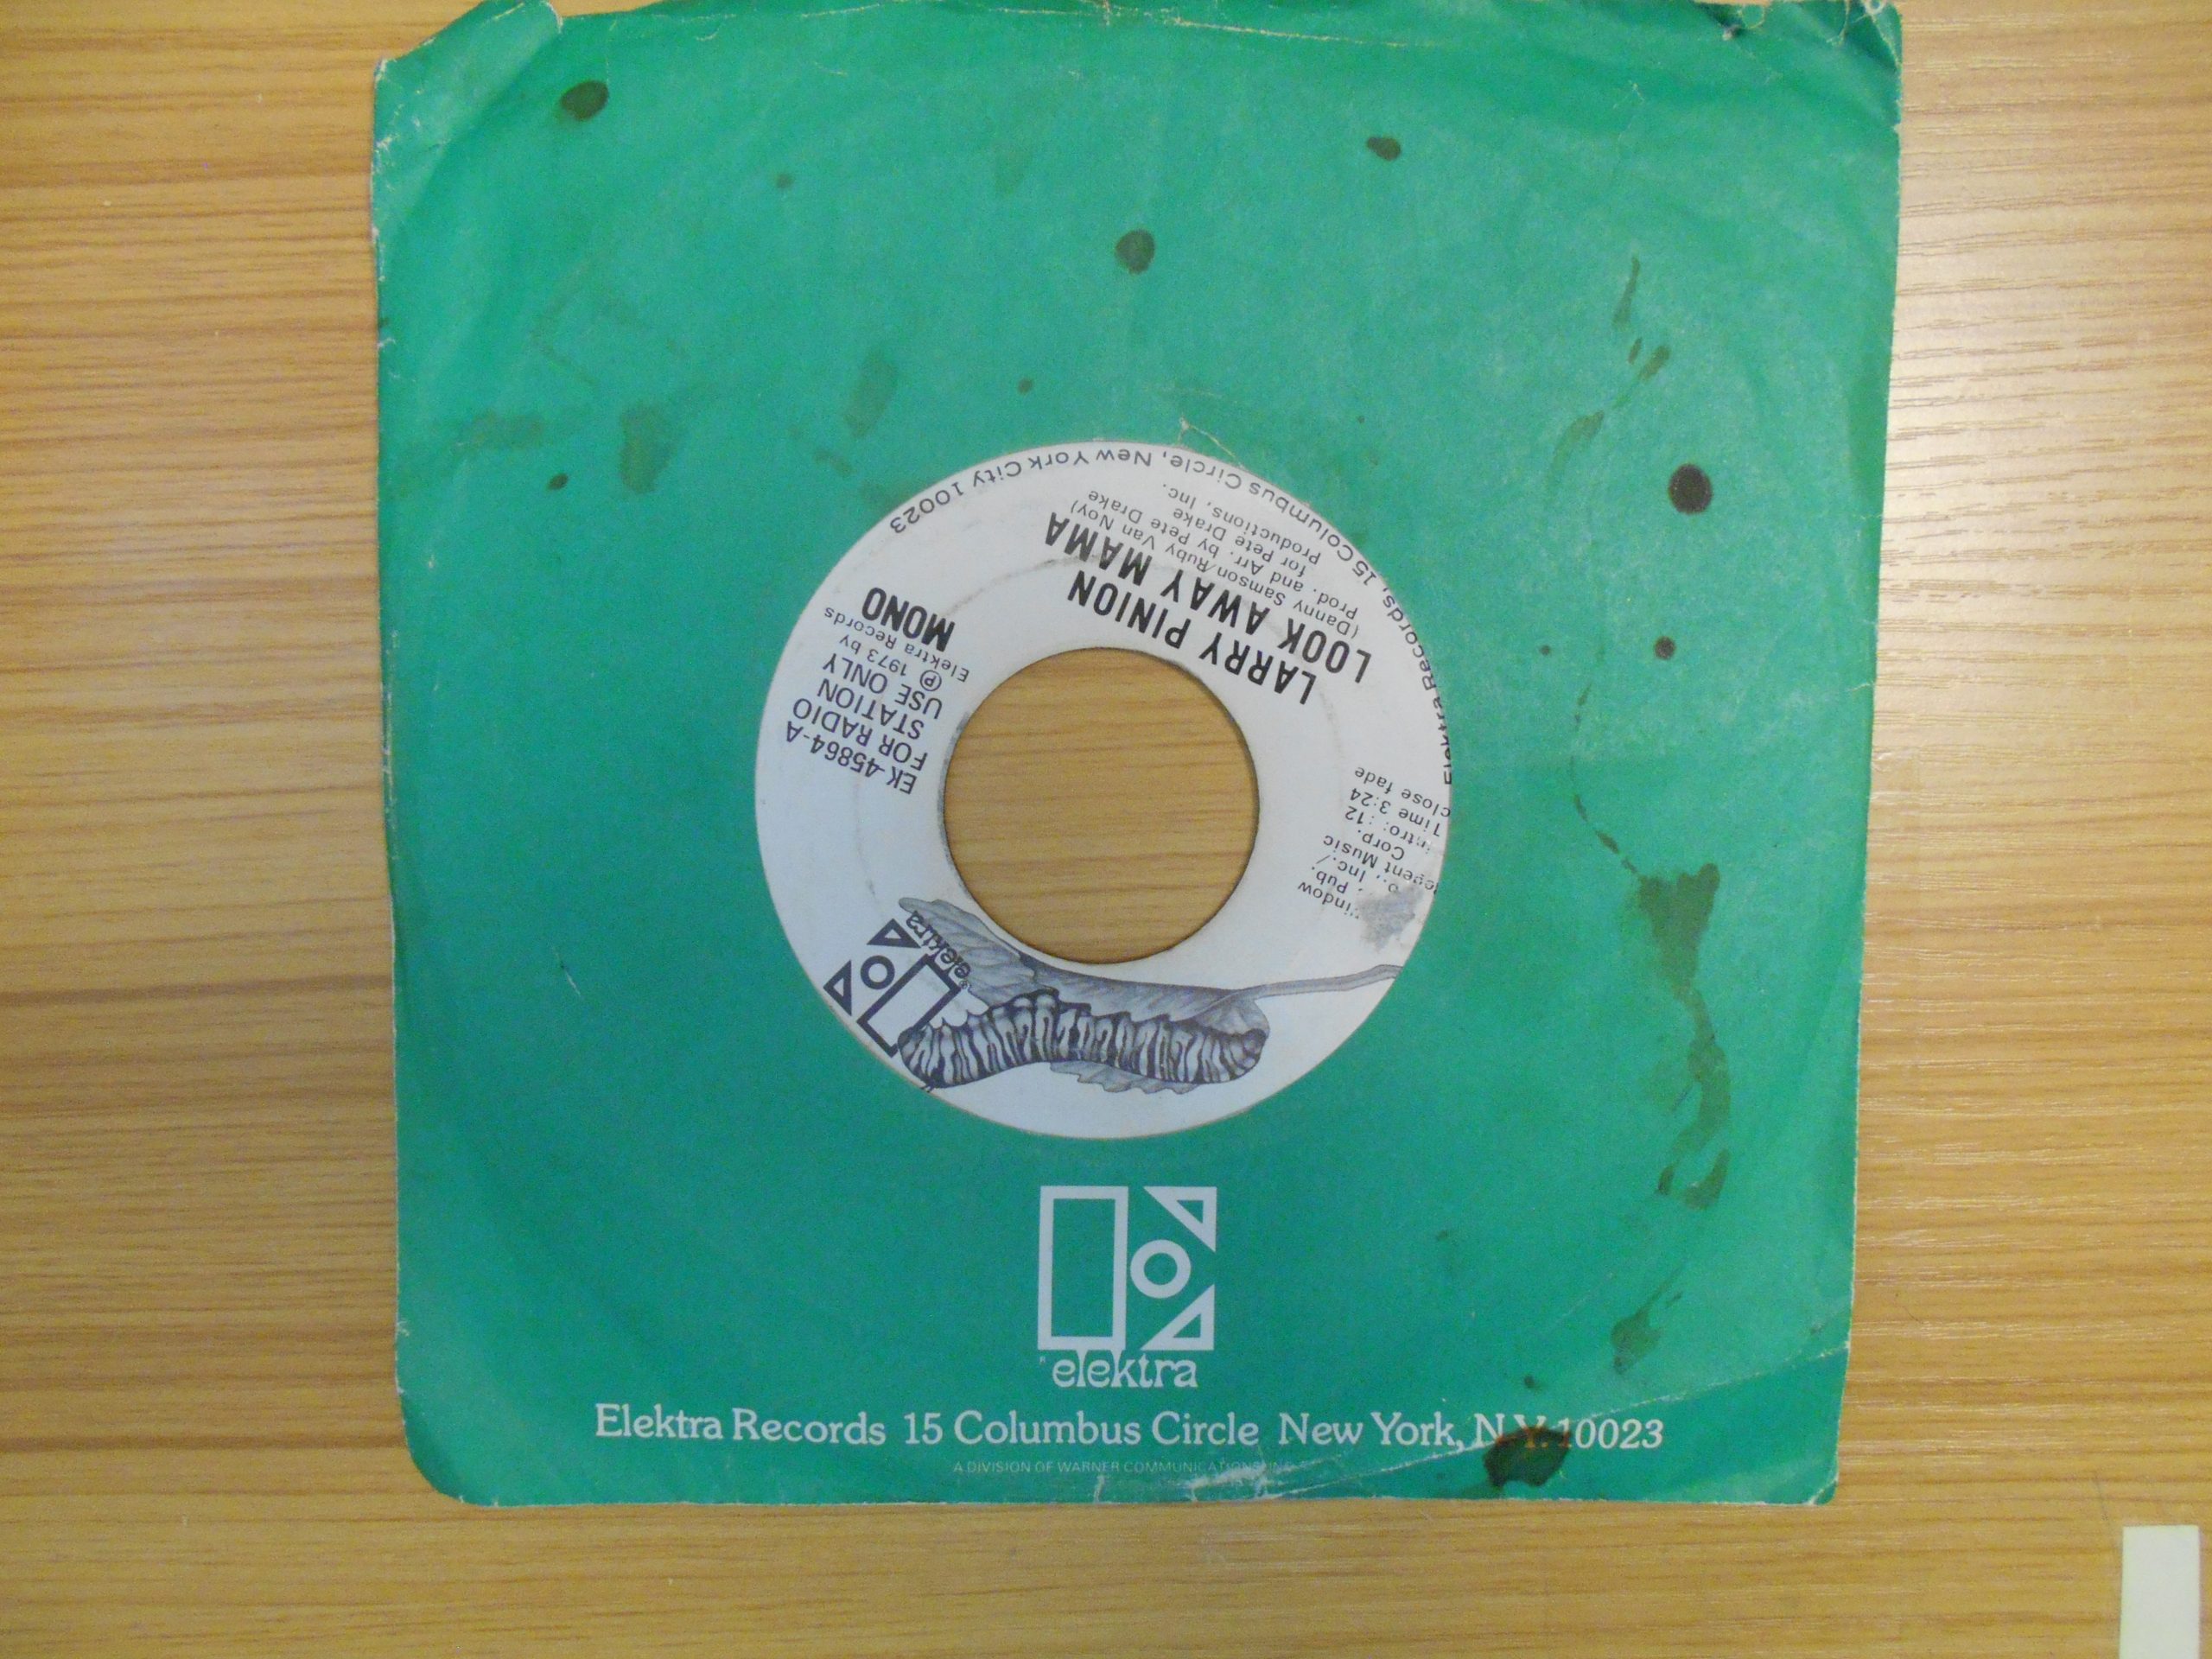 elektra
EK-45864-A
FOR RADIO
STATION
USE ONLY
℗ 1973 by
Elektra Records
MONO
Pub.
Inc./
Music
Corp.
Intro: :12
Time 3:24
close fade
LARRY PINION
LOOK AWAY MAMA
(Danny Samson/Ruby Van Noy)
Prod. and Arr. by Pete Drake
for Pete Drake
Productions, Inc.
Elektra Records, 15 Columbus Circle, New York City 10023
elektra
Elektra Records 15 Columbus Circle New York, N.Y. 10023
A DIVISION OF WARNER COMMUNICATIONS INC.